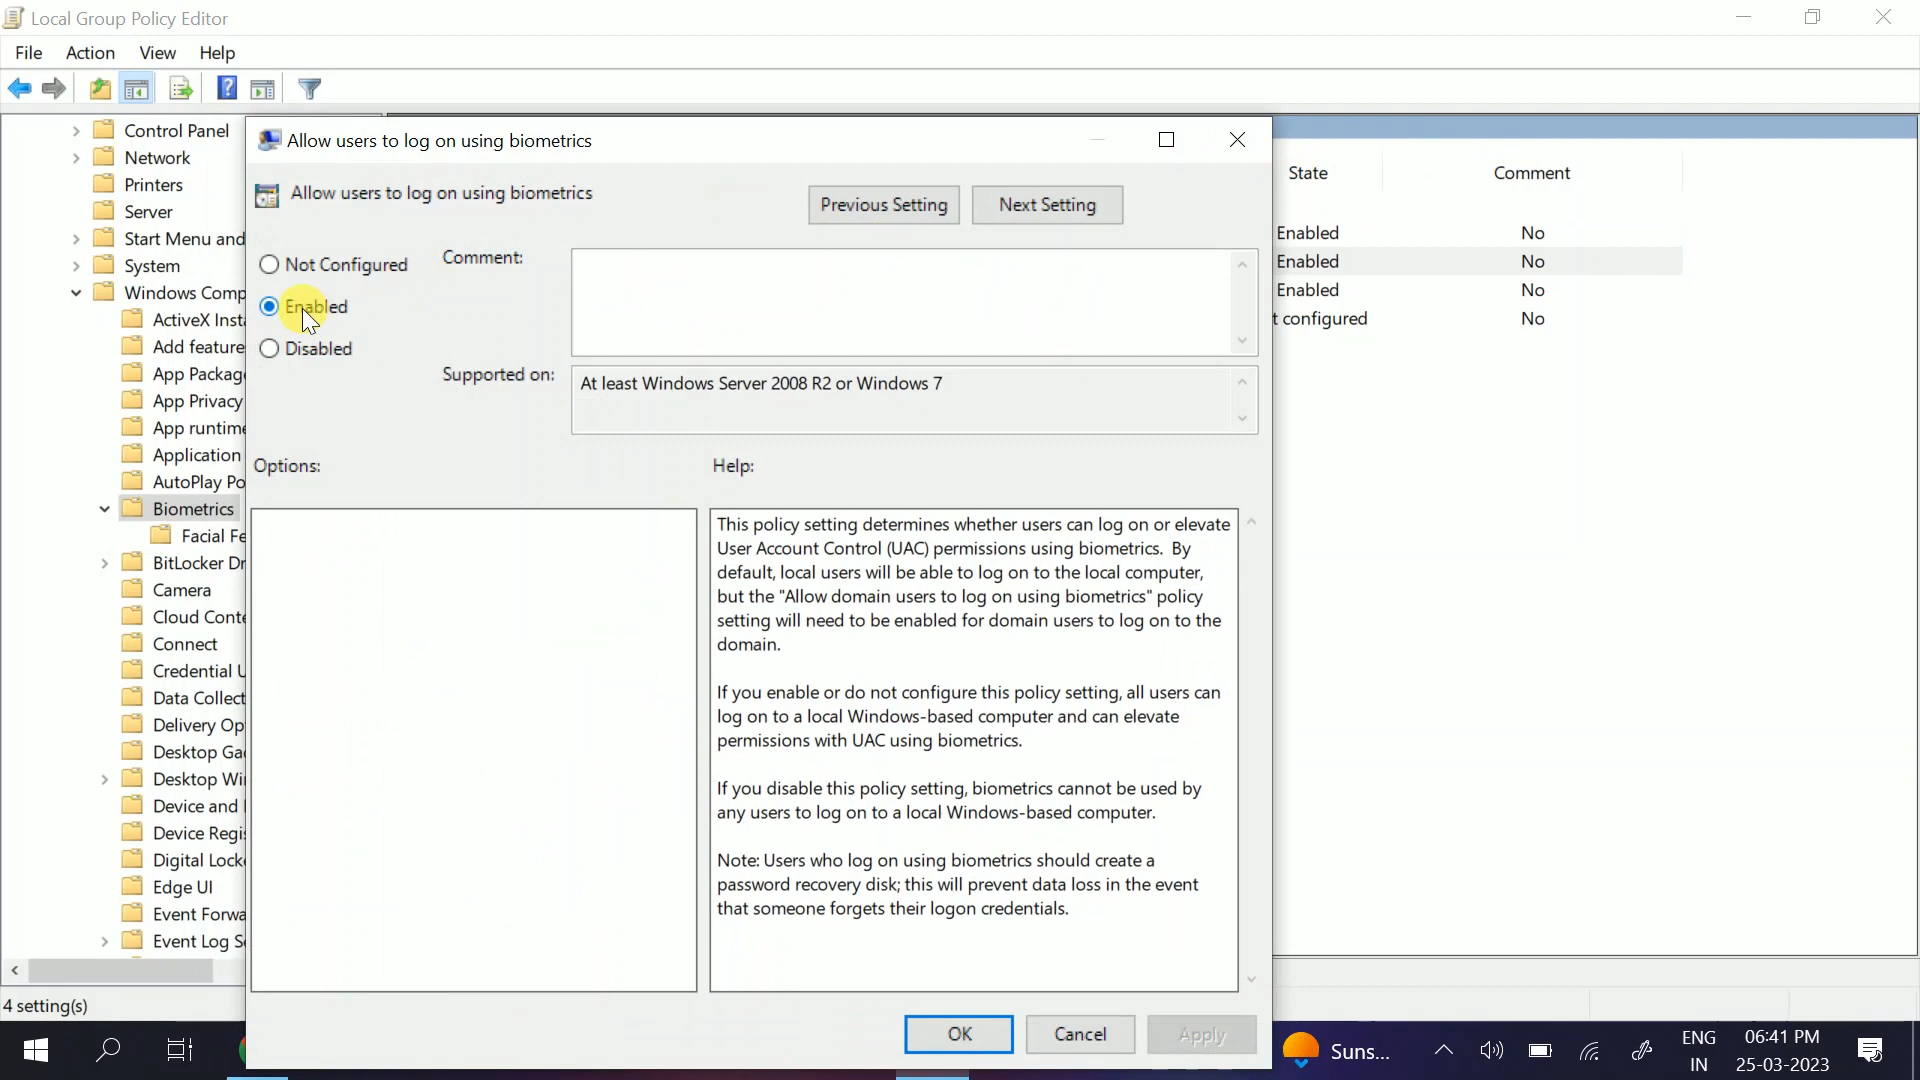 Local Group Policy Editor
File Action View Help
Control Panel
Network
Printers
Server
Start Menu and
System
Windows Comp
ActiveX Insta
Add feature
App Package
App Privacy
App runtime
Application
AutoPlay Po
Biometrics
Facial Fe
BitLocker Dr
Camera
Cloud Conte
Connect
Credential U
Data Collect
Delivery Op
Desktop Gad
Desktop Wi
Device and
Device Regi
Digital Lock
Edge UI
Event Forwa
Event Log Se
4 setting(s)
Allow users to log on using biometrics
Allow users to log on using biometrics
Previous Setting Next Setting
Not Configured
Enabled
Disabled
Comment:
Supported on:
At least Windows Server 2008 R2 or Windows 7
Options:
Help:
This policy setting determines whether users can log on or elevate
User Account Control (UAC) permissions using biometrics. By
default, local users will be able to log on to the local computer,
but the "Allow domain users to log on using biometrics" policy
setting will need to be enabled for domain users to log on to the
domain.
If you enable or do not configure this policy setting, all users can
log on to a local Windows-based computer and can elevate
permissions with UAC using biometrics.
If you disable this policy setting, biometrics cannot be used by
any users to log on to a local Windows-based computer.
Note: Users who log on using biometrics should create a
password recovery disk; this will prevent data loss in the event
that someone forgets their logon credentials.
OK Cancel Apply
State Comment
Enabled No
Enabled No
Enabled No
t configured No
Suns...
ENG
IN
06:41 PM
25-03-2023